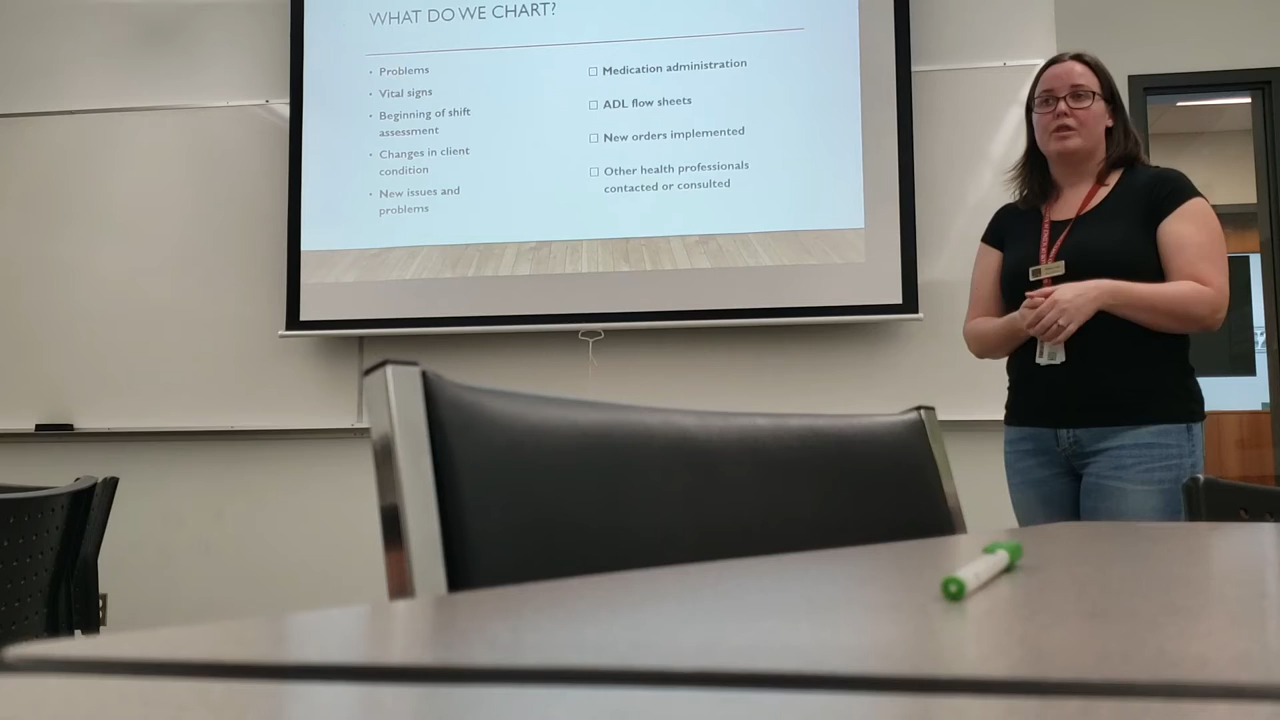 WHAT DO WE CHART?
• Problems
• Vital signs
• Beginning of shift
assessment
• Changes in client
condition
• New issues and
problems
☐ Medication administration
☐ ADL flow sheets
☐ New orders implemented
☐ Other health professionals
contacted or consulted